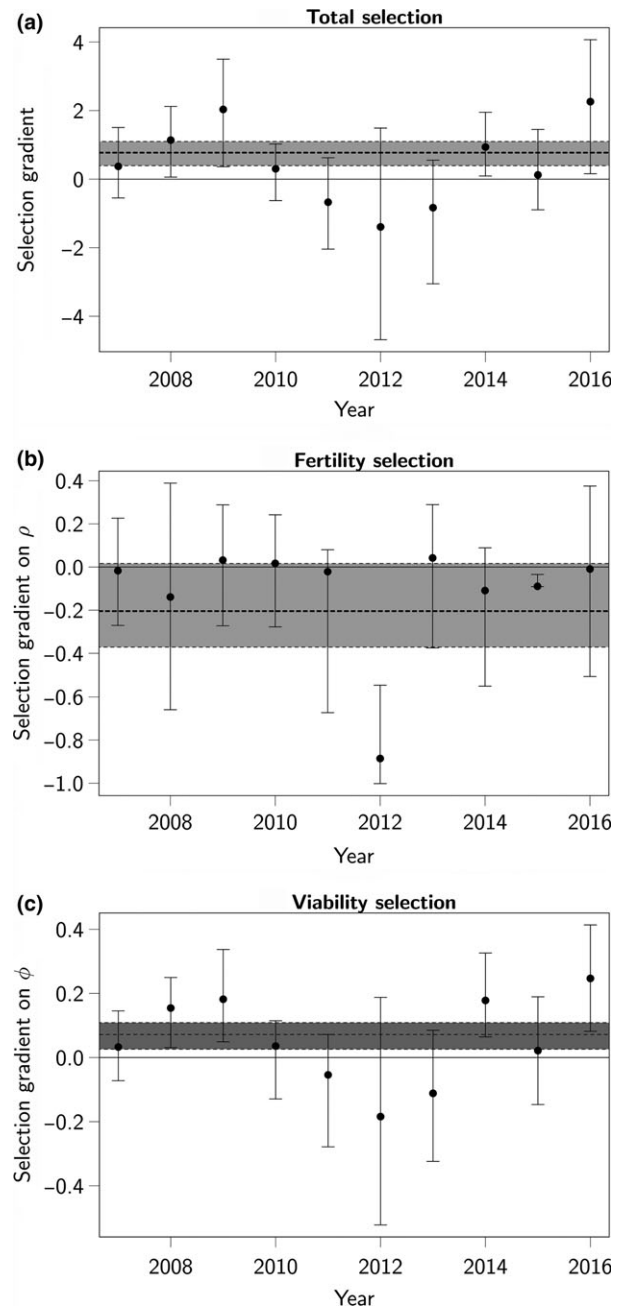 (a) Total selection
Selection gradient
4
2
0
−2
−4
2008 2010 2012 2014 2016
Year
(b) Fertility selection
Selection gradient on ρ
0.4
0.2
0.0
−0.2
−0.4
−0.6
−0.8
−1.0
2008 2010 2012 2014 2016
Year
(c) Viability selection
Selection gradient on ϕ
0.4
0.2
0.0
−0.2
0.4
2008 2010 2012 2014 2016
Year